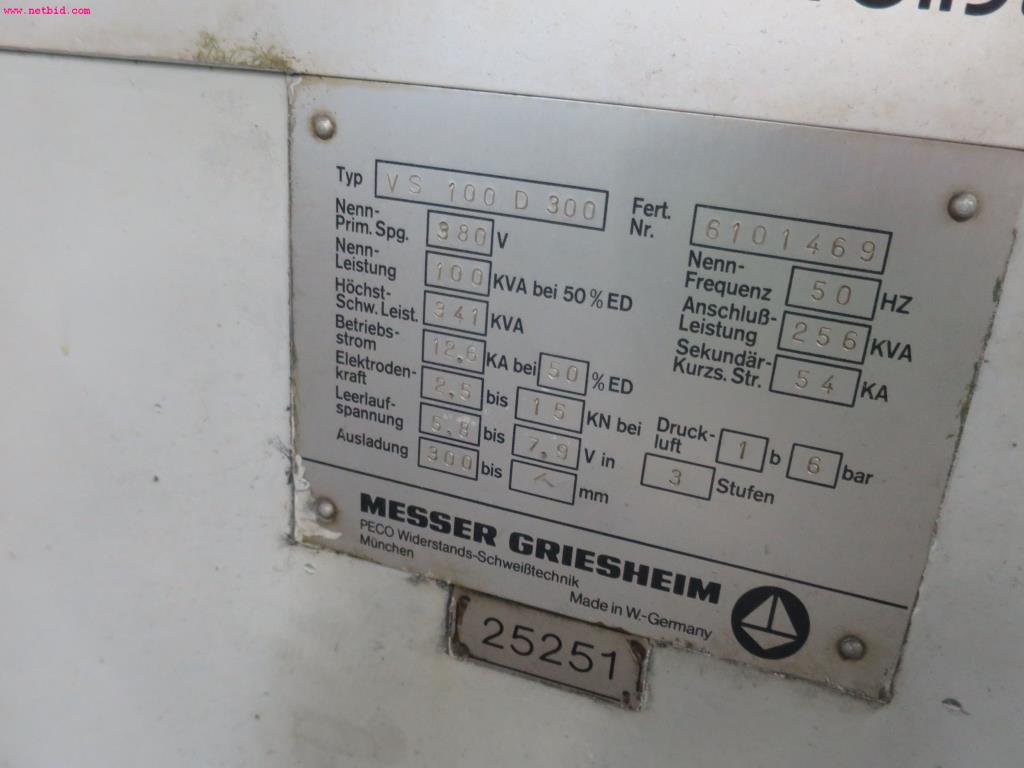 www.netbid.com
Typ VS 100 D 300
Fert. Nr. 6101469
Nenn-
Prim. Spg. 380 V
Nenn-
Frequenz 50 HZ
Nenn-
Leistung 100 KVA bei 50 % ED
Anschluß-
Leistung 256 KVA
Höchst-
Schw. Leist. 341 KVA
Sekundär-
Kurzs. Str. 54 KA
Betriebs-
strom 12,6 KA bei 50 % ED
Elektroden-
kraft 2,5 bis 15 KN bei
Druck-
luft 1 b 6 bar
Leerlauf-
spannung 5,8 bis 7,9 V in 3 Stufen
Ausladung 300 bis mm
MESSER GRIESHEIM
PECO Widerstands-Schweißtechnik
München
Made in W.-Germany
25251